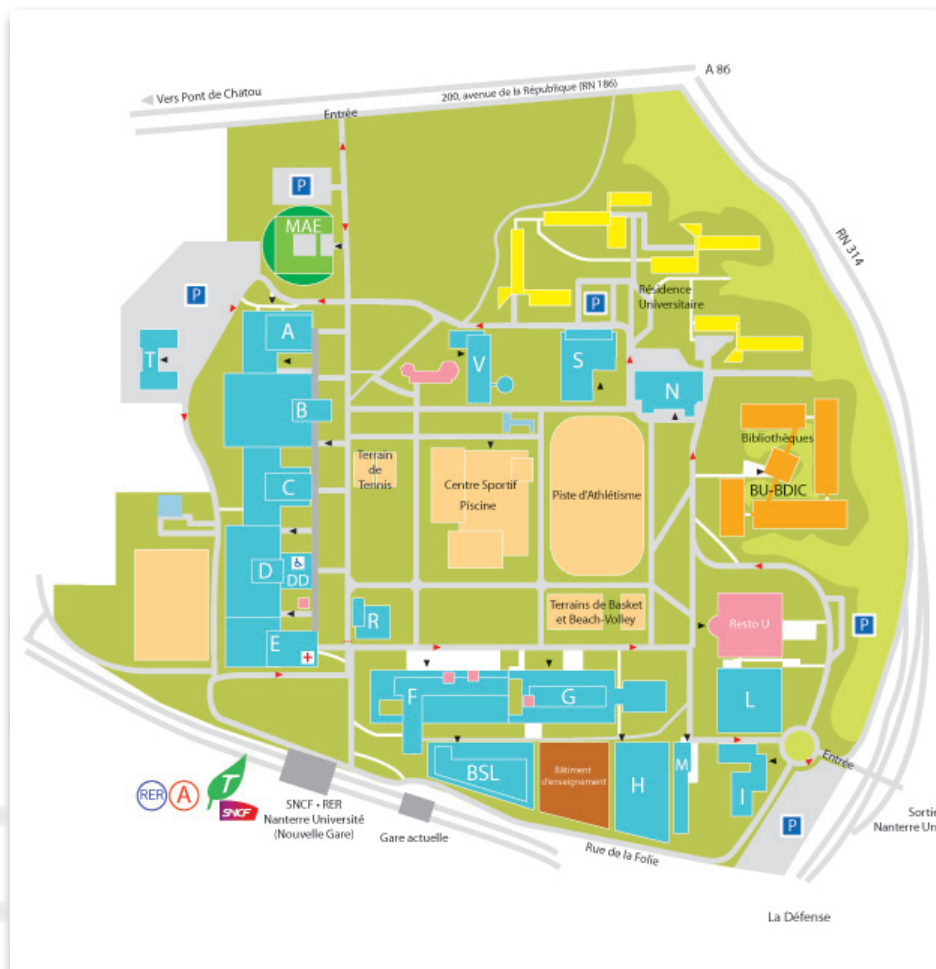 A 86
Vers Pont de Chatou
200, avenue de la République (RN 186)
Entrée
P
MAE
RN 314
P
P
Résidence
Universitaire
A
T
V
S
N
B
Bibliothèques
BU-BDIC
Terrain
de
Tennis
Centre Sportif
Piscine
Piste d'Athlétisme
C
D
DD
R
Terrains de Basket
et Beach-Volley
Resto U
P
E
F
G
L
BSL
Bâtiment
d'enseignement
H
M
I
Entrée
RER
A
T
SNCF
SNCF • RER
Nanterre Université
(Nouvelle Gare)
Gare actuelle
Rue de la Folie
P
Sortie
Nanterre Un
La Défense